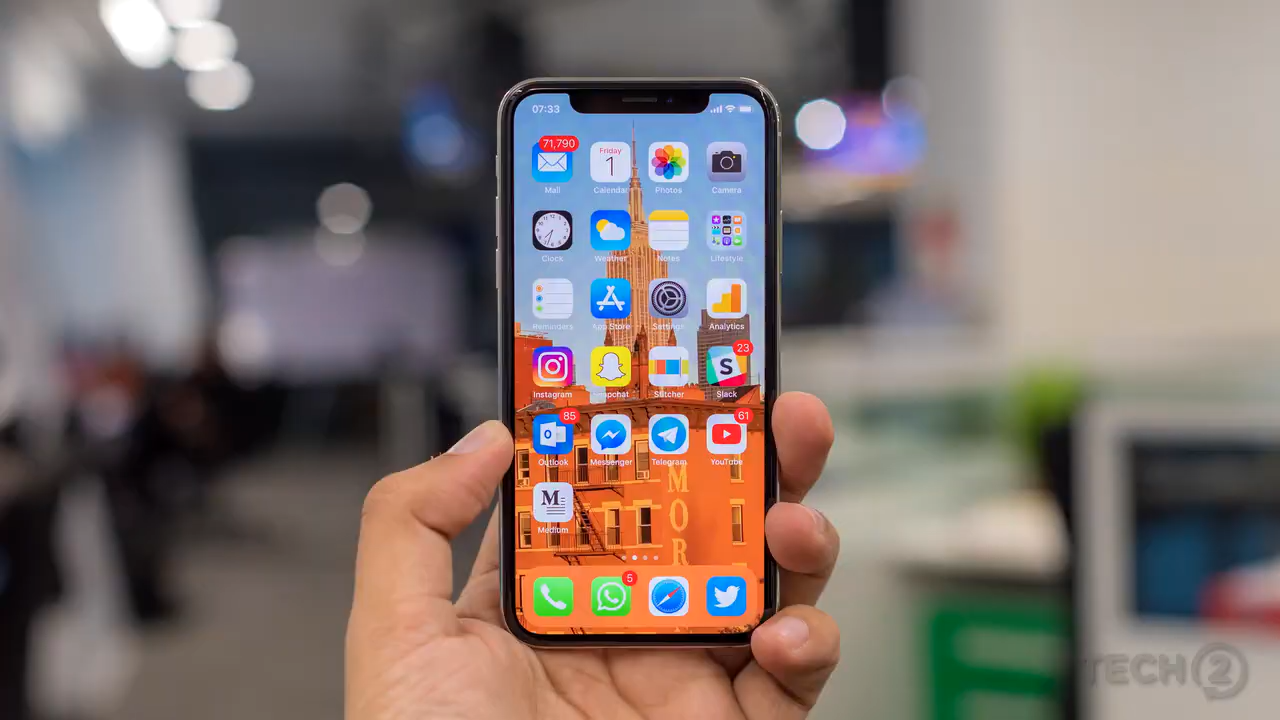 07:33
71,790
Friday
1
Mail
Calendar
Photos
Camera
Clock
Weather
Notes
Lifestyle
Reminders
App Store
Settings
Analytics
23
S
Instagram
Snapchat
Stitcher
Slack
85
61
Outlook
Messenger
Telegram
YouTube
M
Medium
MOR
5
TECH2